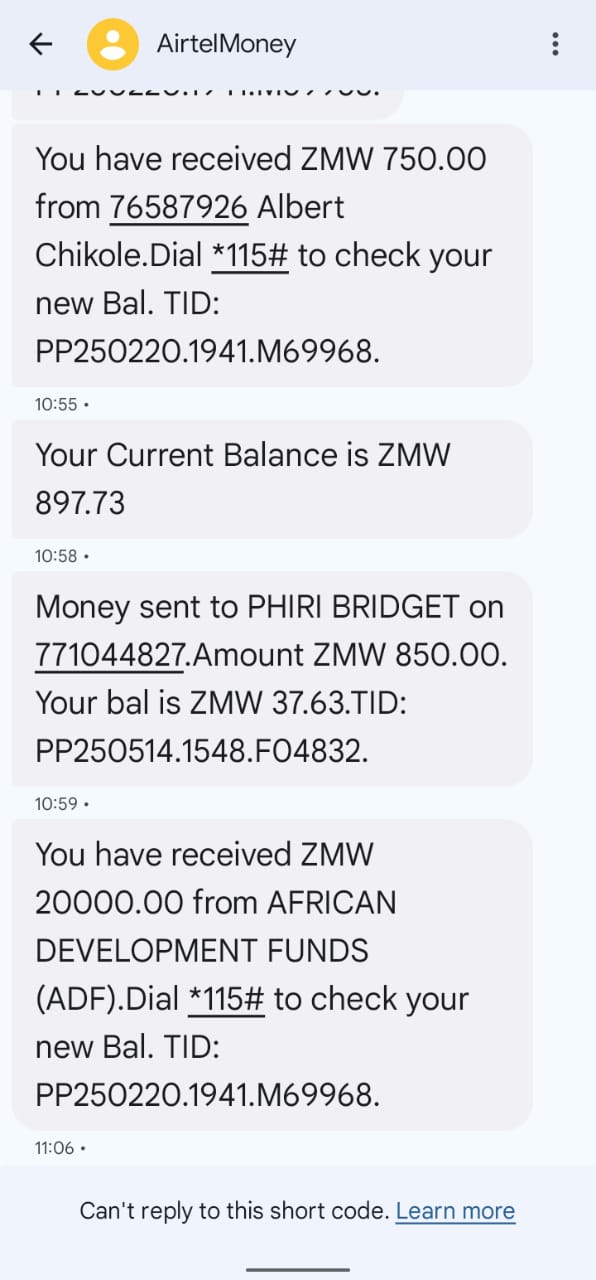 AirtelMoney
You have received ZMW 750.00
from 76587926 Albert
Chikole.Dial *115# to check your
new Bal. TID:
PP250220.1941.M69968.
10:55 •
Your Current Balance is ZMW
897.73
10:58 •
Money sent to PHIRI BRIDGET on
771044827.Amount ZMW 850.00.
Your bal is ZMW 37.63.TID:
PP250514.1548.F04832.
10:59 •
You have received ZMW
20000.00 from AFRICAN
DEVELOPMENT FUNDS
(ADF).Dial *115# to check your
new Bal. TID:
PP250220.1941.M69968.
11:06 •
Can't reply to this short code. Learn more